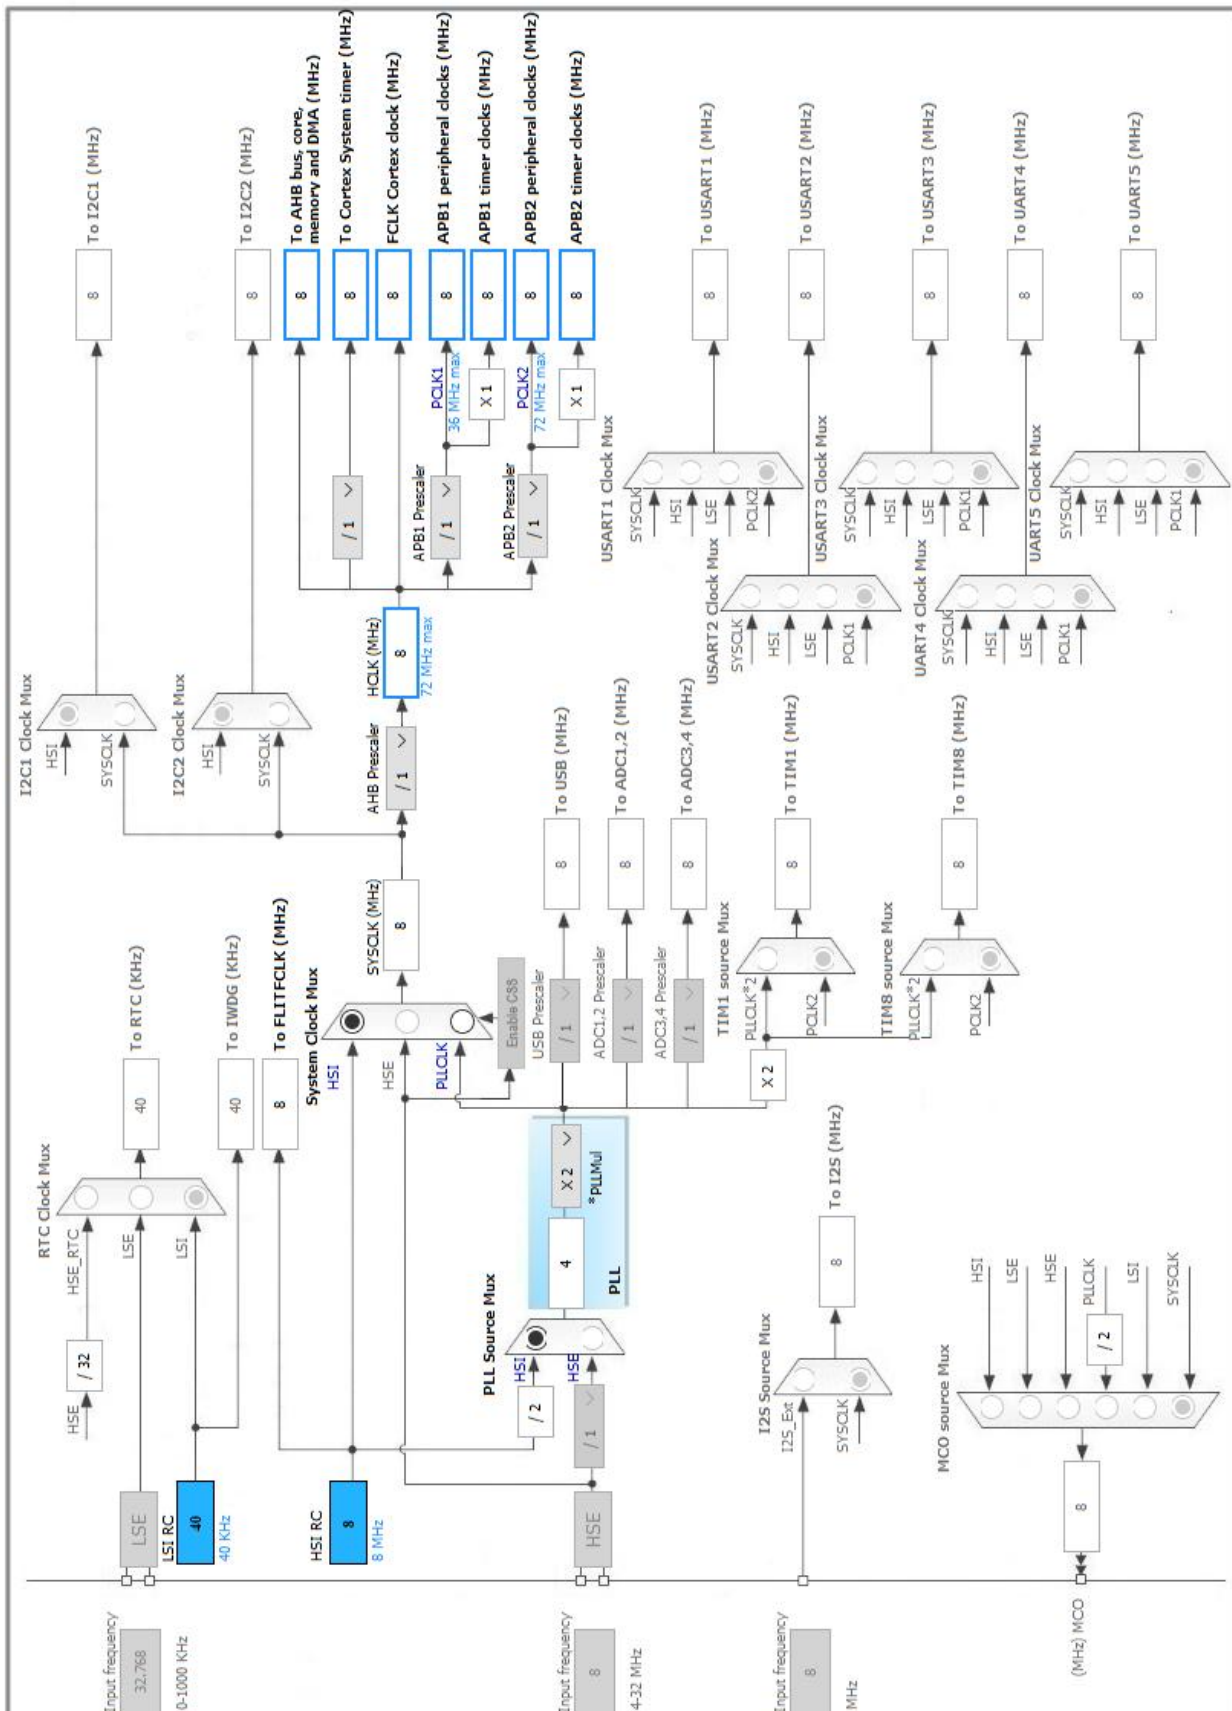 Input frequency
32.768
0-1000 KHz
LSE
LSI RC
40
40 KHz
HSE
/ 32
HSE_RTC
LSE
LSI
RTC Clock Mux
40
To RTC (KHz)
40
To IWDG (KHz)
8
To FLITFCLK (MHz)
HSI RC
8
8 MHz
System Clock Mux
HSI
HSE
PLLCLK
Enable CSS
SYSCLK (MHz)
8
I2C1 Clock Mux
HSI
SYSCLK
8
To I2C1 (MHz)
I2C2 Clock Mux
HSI
SYSCLK
8
To I2C2 (MHz)
AHB Prescaler
/ 1
HCLK (MHz)
8
72 MHz max
8
To AHB bus, core,
memory and DMA (MHz)
/ 1
8
To Cortex System timer (MHz)
8
FCLK Cortex clock (MHz)
APB1 Prescaler
/ 1
PCLK1
36 MHz max
8
APB1 peripheral clocks (MHz)
X 1
8
APB1 timer clocks (MHz)
APB2 Prescaler
/ 1
PCLK2
72 MHz max
8
APB2 peripheral clocks (MHz)
X 1
8
APB2 timer clocks (MHz)
Input frequency
8
4-32 MHz
HSE
/ 2
/ 1
PLL Source Mux
HSI
HSE
4
X 2
*PLLMul
PLL
USB Prescaler
/ 1
8
To USB (MHz)
ADC1,2 Prescaler
/ 1
8
To ADC1,2 (MHz)
ADC3,4 Prescaler
/ 1
8
To ADC3,4 (MHz)
X 2
TIM1 source Mux
PLLCLK*2
PCLK2
8
To TIM1 (MHz)
TIM8 source Mux
PLLCLK*2
PCLK2
8
To TIM8 (MHz)
USART1 Clock Mux
SYSCLK
HSI
LSE
PCLK2
8
To USART1 (MHz)
USART2 Clock Mux
SYSCLK
HSI
LSE
PCLK1
8
To USART2 (MHz)
USART3 Clock Mux
SYSCLK
HSI
LSE
PCLK1
8
To USART3 (MHz)
UART4 Clock Mux
SYSCLK
HSI
LSE
PCLK1
8
To UART4 (MHz)
UART5 Clock Mux
SYSCLK
HSI
LSE
PCLK1
8
To UART5 (MHz)
Input frequency
8
MHz
I2S Source Mux
I2S_Ext
SYSCLK
8
To I2S (MHz)
(MHz) MCO
8
MCO source Mux
HSI
LSE
HSE
PLLCLK
/ 2
LSI
SYSCLK